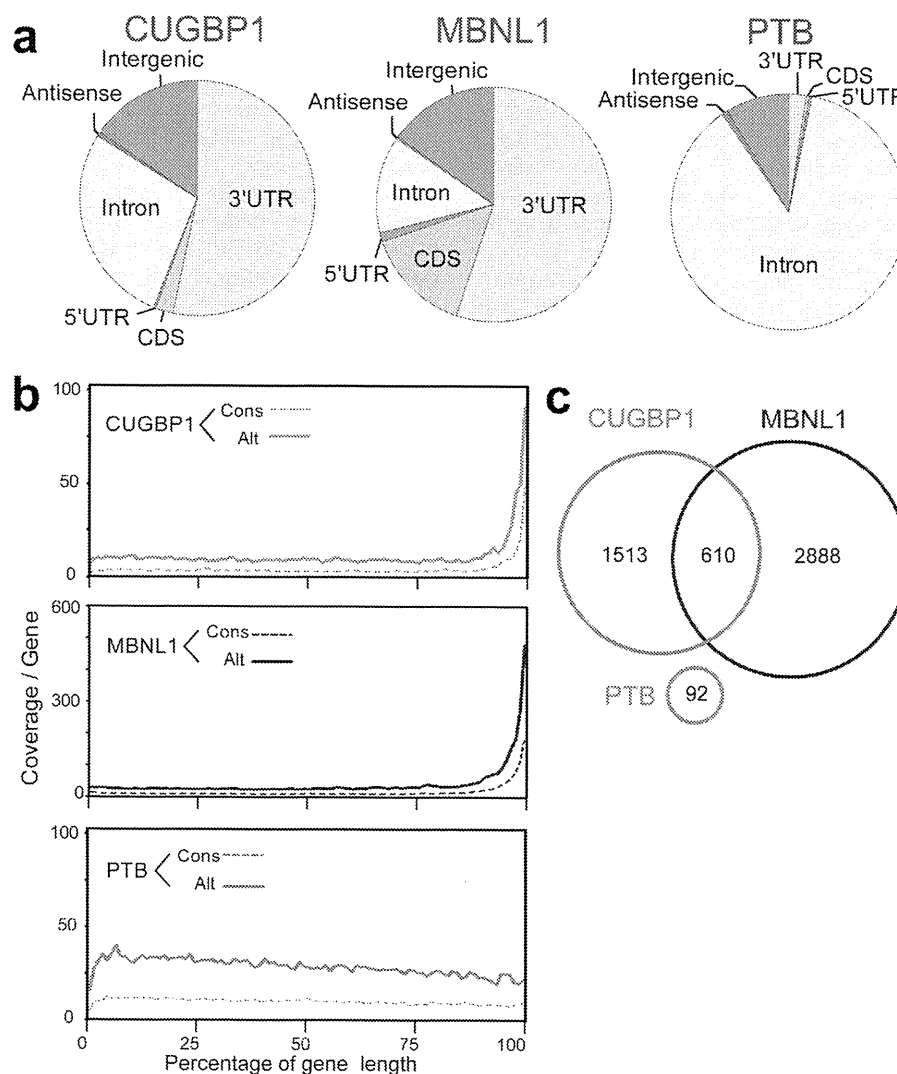 a
CUGBP1
Intergenic
Antisense
Intron
3'UTR
5'UTR
CDS
MBNL1
Intergenic
Antisense
Intron
3'UTR
5'UTR
CDS
PTB
3'UTR
Intergenic
CDS
Antisense
5'UTR
Intron
b
100
CUGBP1
Cons
Alt
50
0
600
MBNL1
Cons
Alt
300
0
100
PTB
Cons
Alt
50
0
0 25 50 75 100
Coverage / Gene
Percentage of gene length
c
CUGBP1
MBNL1
1513
610
2888
PTB
92